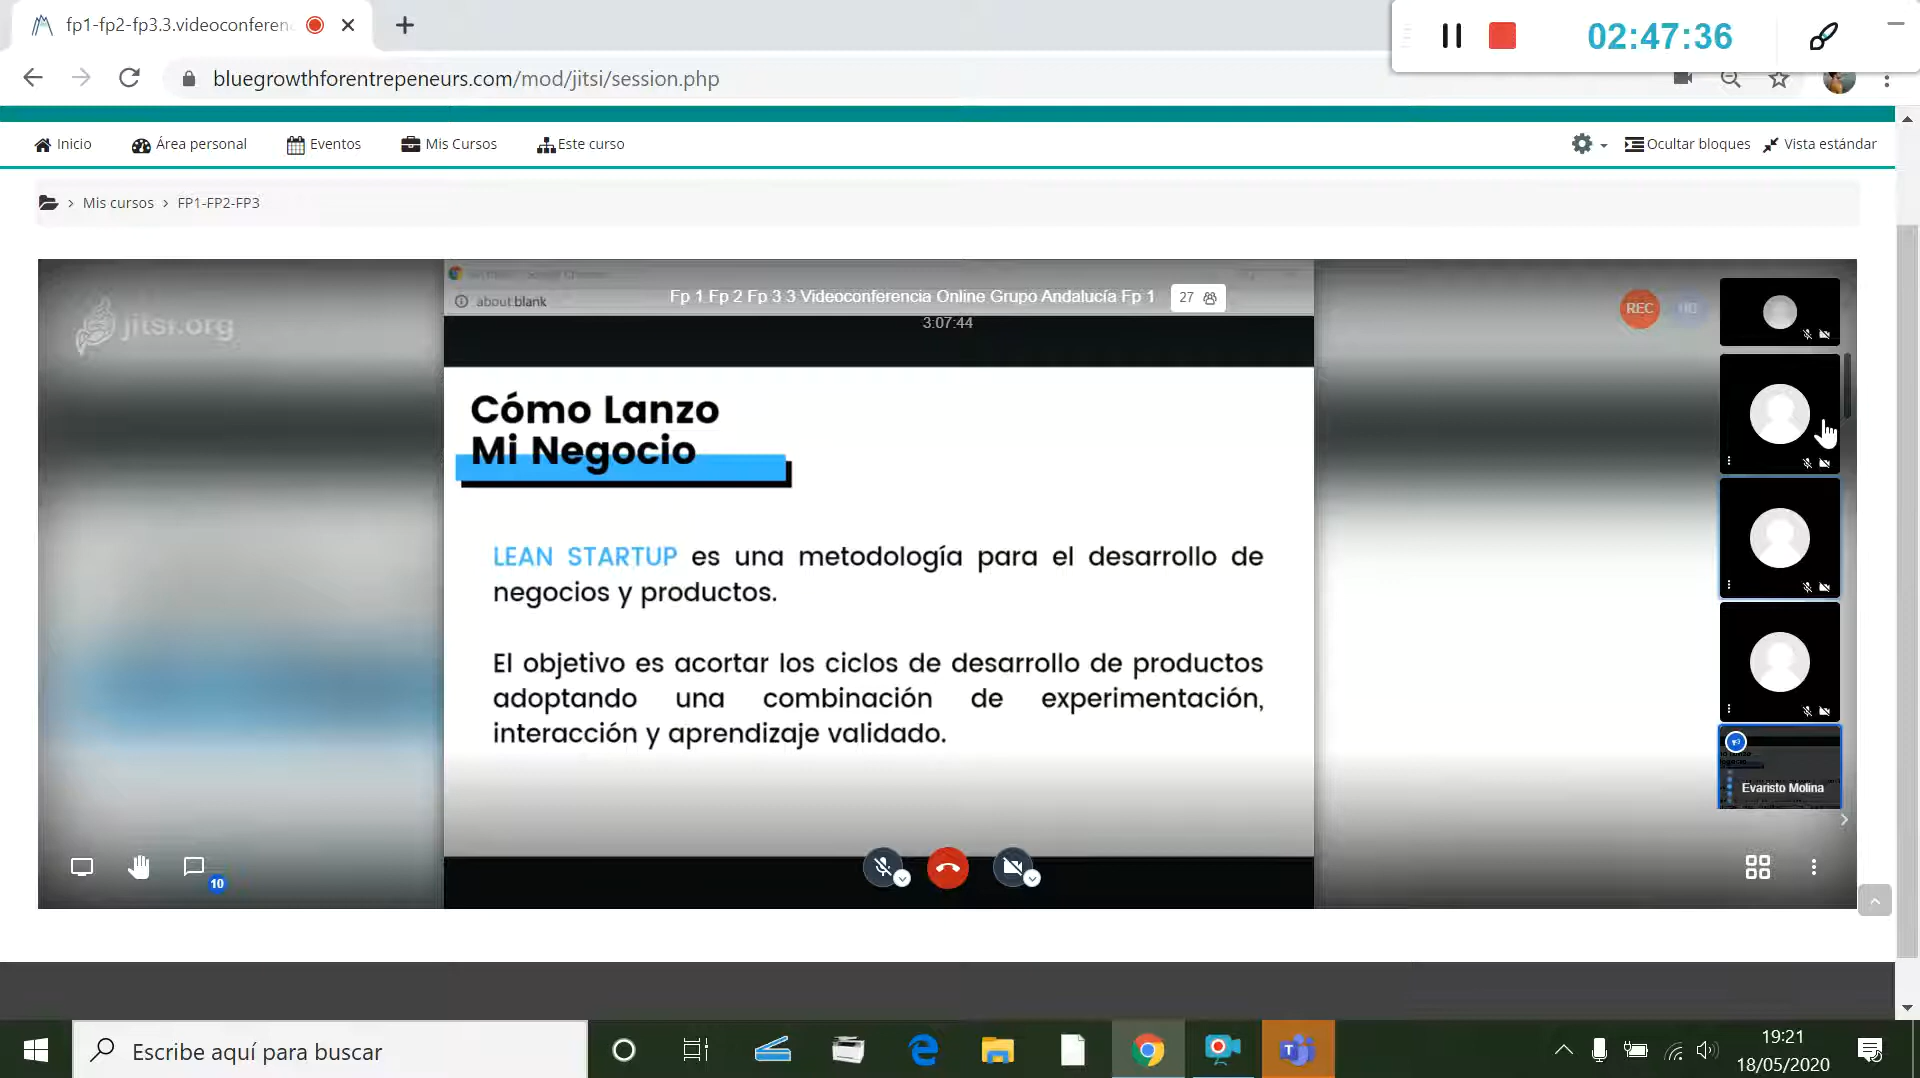 fp1-fp2-fp3.3.videoconferen
02:47:36
bluegrowthforentrepeneurs.com/mod/jitsi/session.php
Inicio
Área personal
Eventos
Mis Cursos
Este curso
Ocultar bloques
Vista estándar
> Mis cursos > FP1-FP2-FP3
jitsi.org
about:blank
Fp 1 Fp 2 Fp 3 3 Videoconferencia Online Grupo Andalucía Fp 1
27
3:07:44
REC
HD
Cómo Lanzo
Mi Negocio
LEAN STARTUP es una metodología para el desarrollo de
negocios y productos.
El objetivo es acortar los ciclos de desarrollo de productos
adoptando una combinación de experimentación,
interacción y aprendizaje validado.
Evaristo Molina
10
Escribe aquí para buscar
19:21
18/05/2020